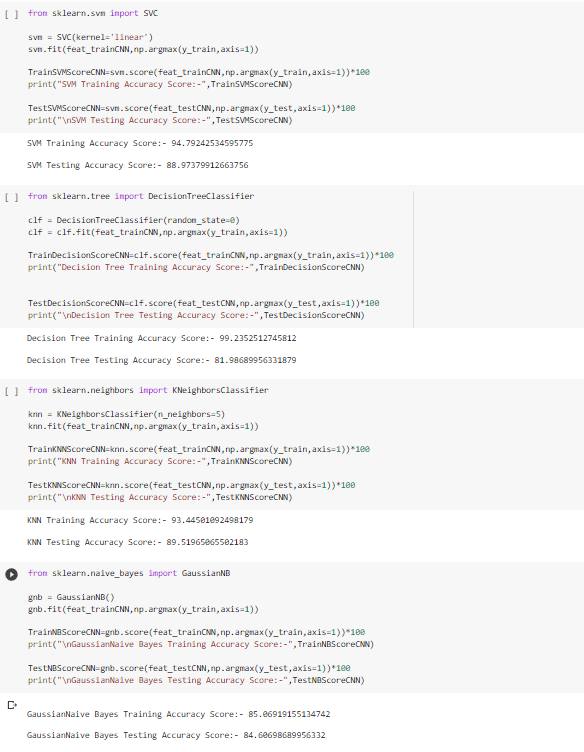 [ ] from sklearn.svm import SVC
svm = SVC(kernel='linear')
svm.fit(feat_trainCNN,np.argmax(y_train,axis=1))
TrainSVMScoreCNN=svm.score(feat_trainCNN,np.argmax(y_train,axis=1))*100
print("SVM Training Accuracy Score:-",TrainSVMScoreCNN)
TestSVMScoreCNN=svm.score(feat_testCNN,np.argmax(y_test,axis=1))*100
print("\nSVM Testing Accuracy Score:-",TestSVMScoreCNN)
SVM Training Accuracy Score:- 94.79242534595775
SVM Testing Accuracy Score:- 88.97379912663756
[ ] from sklearn.tree import DecisionTreeClassifier
clf = DecisionTreeClassifier(random_state=0)
clf = clf.fit(feat_trainCNN,np.argmax(y_train,axis=1))
TrainDecisionScoreCNN=clf.score(feat_trainCNN,np.argmax(y_train,axis=1))*100
print("Decision Tree Training Accuracy Score:-",TrainDecisionScoreCNN)
TestDecisionScoreCNN=clf.score(feat_testCNN,np.argmax(y_test,axis=1))*100
print("\nDecision Tree Testing Accuracy Score:-",TestDecisionScoreCNN)
Decision Tree Training Accuracy Score:- 99.2352512745812
Decision Tree Testing Accuracy Score:- 81.98689956331879
[ ] from sklearn.neighbors import KNeighborsClassifier
knn = KNeighborsClassifier(n_neighbors=5)
knn.fit(feat_trainCNN,np.argmax(y_train,axis=1))
TrainKNNScoreCNN=knn.score(feat_trainCNN,np.argmax(y_train,axis=1))*100
print("KNN Training Accuracy Score:-",TrainKNNScoreCNN)
TestKNNScoreCNN=knn.score(feat_testCNN,np.argmax(y_test,axis=1))*100
print("\nKNN Testing Accuracy Score:-",TestKNNScoreCNN)
KNN Training Accuracy Score:- 93.44501092498179
KNN Testing Accuracy Score:- 89.51965065502183
from sklearn.naive_bayes import GaussianNB
gnb = GaussianNB()
gnb.fit(feat_trainCNN,np.argmax(y_train,axis=1))
TrainNBScoreCNN=gnb.score(feat_trainCNN,np.argmax(y_train,axis=1))*100
print("\nGaussianNaive Bayes Training Accuracy Score:-",TrainNBScoreCNN)
TestNBScoreCNN=gnb.score(feat_testCNN,np.argmax(y_test,axis=1))*100
print("\nGaussianNaive Bayes Testing Accuracy Score:-",TestNBScoreCNN)
GaussianNaive Bayes Training Accuracy Score:- 85.06919155134742
GaussianNaive Bayes Testing Accuracy Score:- 84.60698689956332